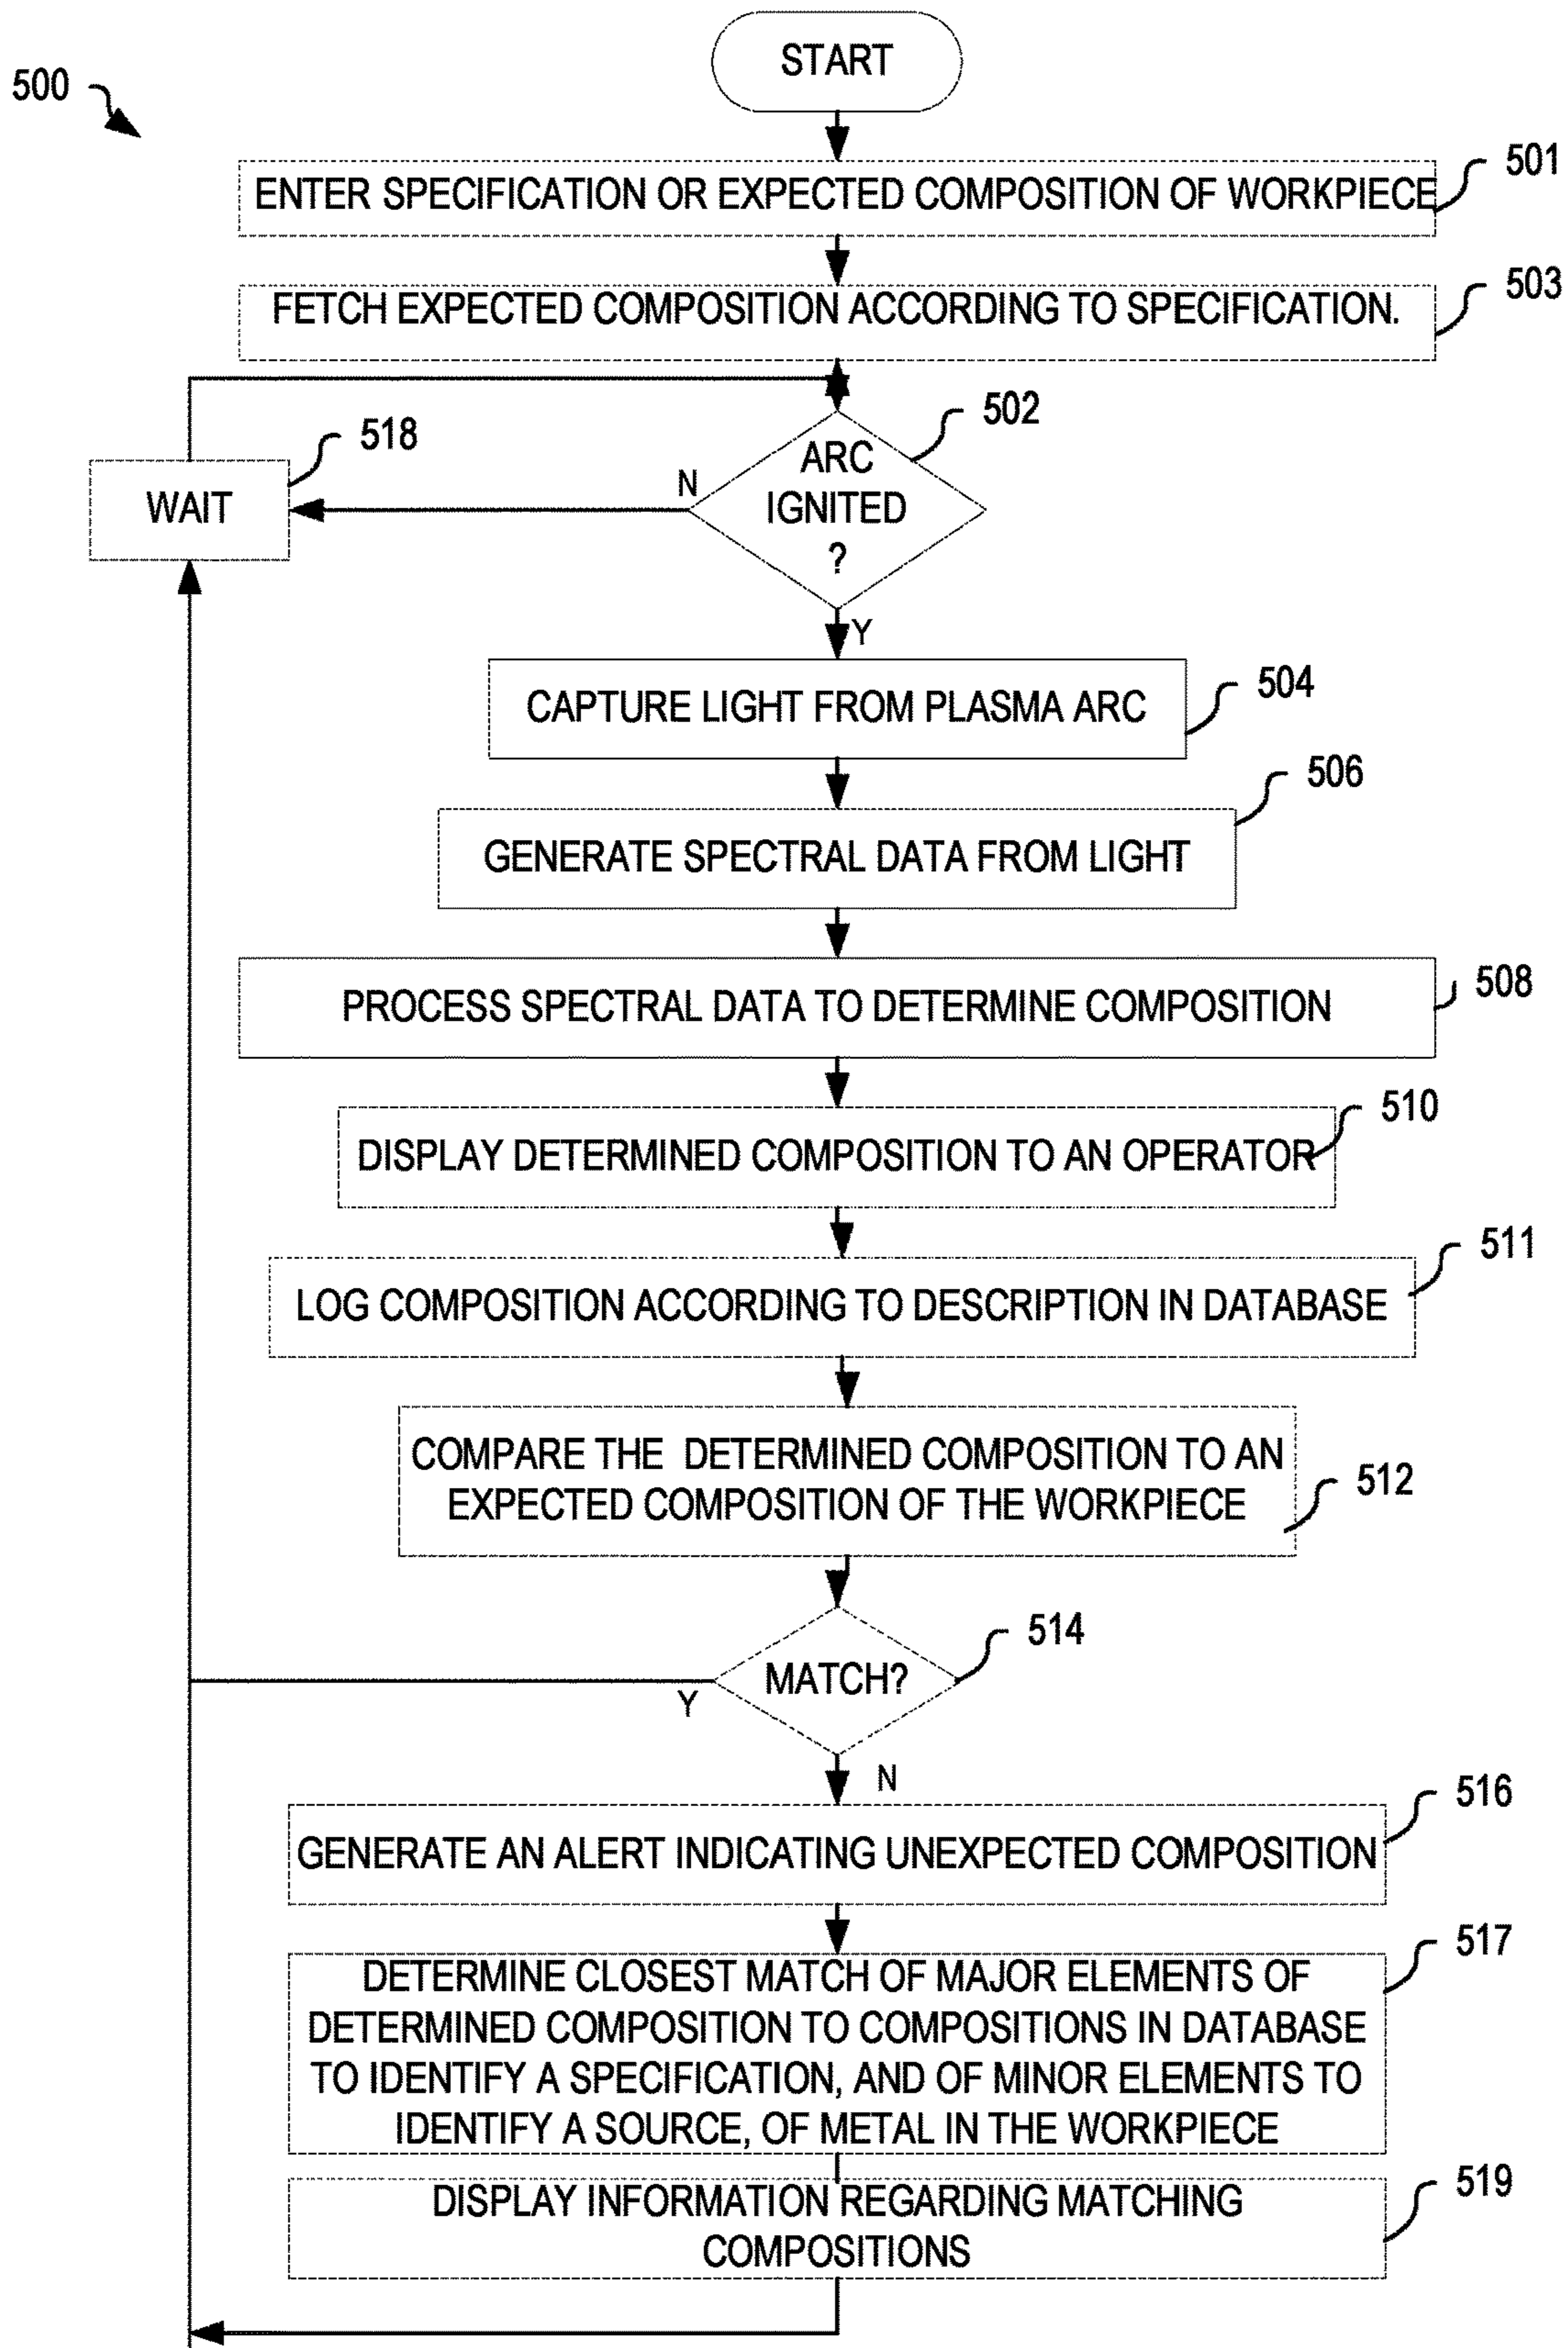 START
500
501
ENTER SPECIFICATION OR EXPECTED COMPOSITION OF WORKPIECE
503
FETCH EXPECTED COMPOSITION ACCORDING TO SPECIFICATION.
502
518
ARC
IGNITED
?
N
WAIT
Y
504
CAPTURE LIGHT FROM PLASMA ARC
506
GENERATE SPECTRAL DATA FROM LIGHT
508
PROCESS SPECTRAL DATA TO DETERMINE COMPOSITION
510
DISPLAY DETERMINED COMPOSITION TO AN OPERATOR
511
LOG COMPOSITION ACCORDING TO DESCRIPTION IN DATABASE
COMPARE THE DETERMINED COMPOSITION TO AN
EXPECTED COMPOSITION OF THE WORKPIECE
512
514
MATCH?
Y
N
516
GENERATE AN ALERT INDICATING UNEXPECTED COMPOSITION
517
DETERMINE CLOSEST MATCH OF MAJOR ELEMENTS OF
DETERMINED COMPOSITION TO COMPOSITIONS IN DATABASE
TO IDENTIFY A SPECIFICATION, AND OF MINOR ELEMENTS TO
IDENTIFY A SOURCE, OF METAL IN THE WORKPIECE
519
DISPLAY INFORMATION REGARDING MATCHING
COMPOSITIONS